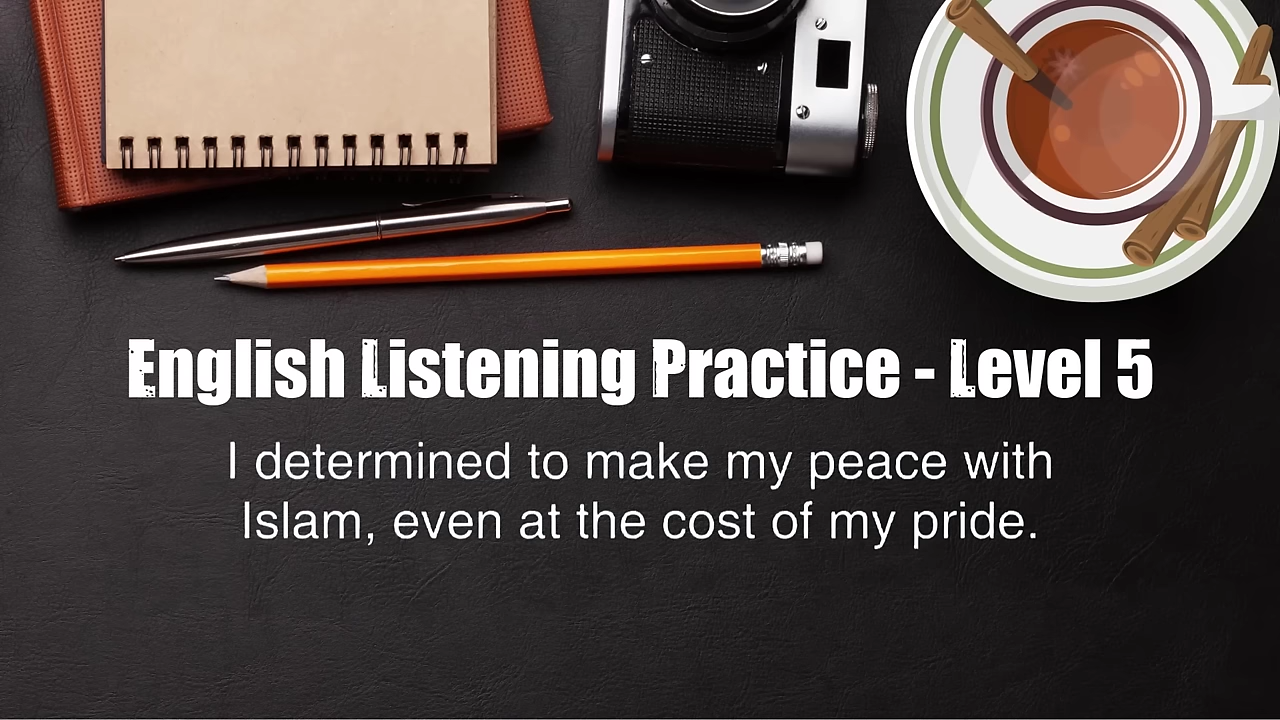 English Listening Practice - Level 5
I determined to make my peace with
Islam, even at the cost of my pride.